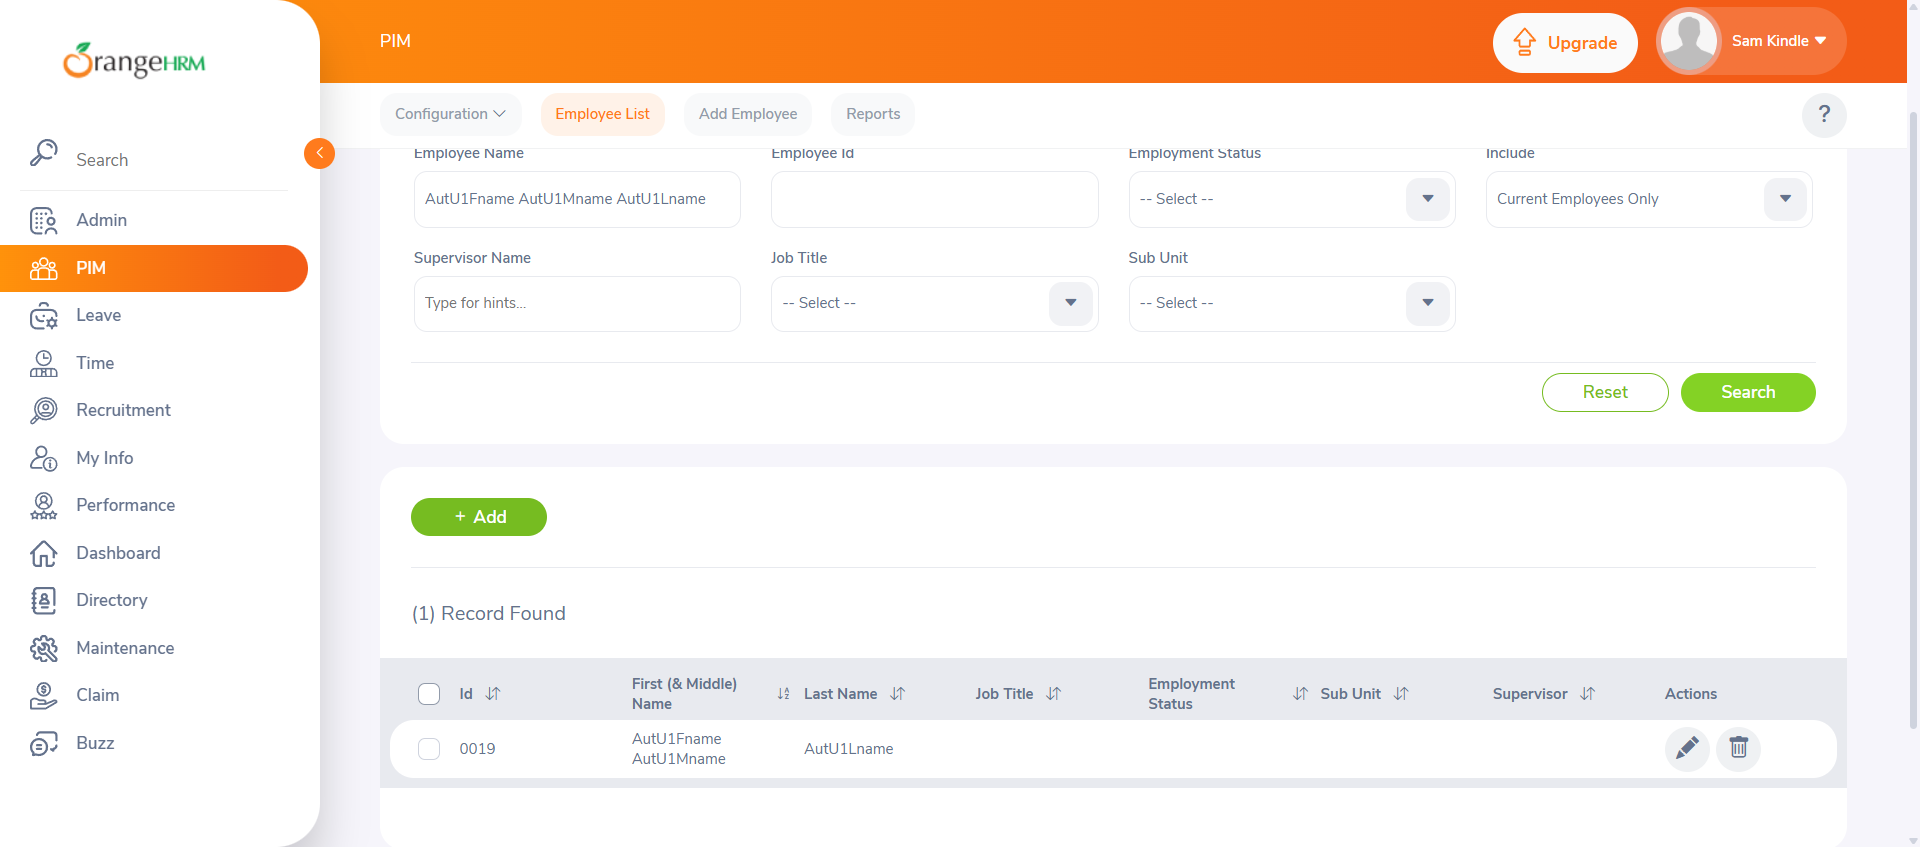 OrangeHRM
PIM
Upgrade
Sam Kindle
Configuration
Employee List
Add Employee
Reports
?
Search
Admin
PIM
Leave
Time
Recruitment
My Info
Performance
Dashboard
Directory
Maintenance
Claim
Buzz
Employee Name
Employee Id
Employment Status
Include
AutU1Fname AutU1Mname AutU1Lname
-- Select --
Current Employees Only
Supervisor Name
Job Title
Sub Unit
Type for hints...
-- Select --
-- Select --
Reset
Search
+ Add
(1) Record Found
Id
First (& Middle)
Name
Last Name
Job Title
Employment
Status
Sub Unit
Supervisor
Actions
0019
AutU1Fname
AutU1Mname
AutU1Lname